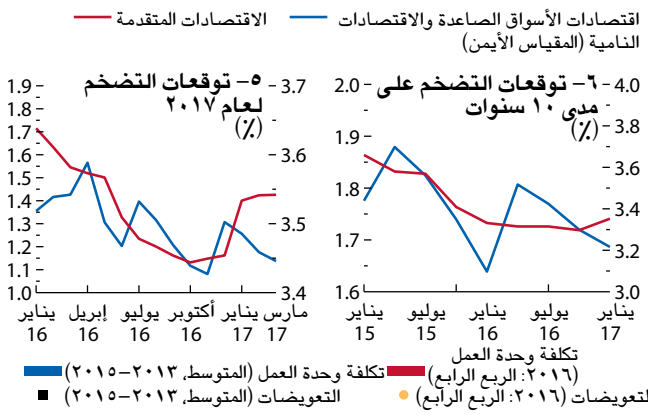 اقتصادات الأسواق الصاعدة والاقتصادات النامية (المقياس الأيمن)
الاقتصادات المتقدمة
٥– توقعات التضخم
لعام ٢٠١٧
(٪)
1.9
1.8
1.7
1.6
1.5
1.4
1.3
1.2
1.1
1.0
3.7
3.6
3.5
3.4
يناير 16
إبريل 16
يوليو 16
أكتوبر 16
يناير 17
مارس 17
٦– توقعات التضخم على
مدى ١٠ سنوات
(٪)
2.0
1.9
1.8
1.7
1.6
4.0
3.8
3.6
3.4
3.2
3.0
يناير 15
يوليو 15
يناير 16
يوليو 16
يناير 17
تكلفة وحدة العمل
(٢٠١٦: الربع الرابع)
تكلفة وحدة العمل (المتوسط، ٢٠١٣–٢٠١٥)
لتعويضات (٢٠١٦: الربع الرابع)
التعويضات (المتوسط، ٢٠١٣–٢٠١٥)